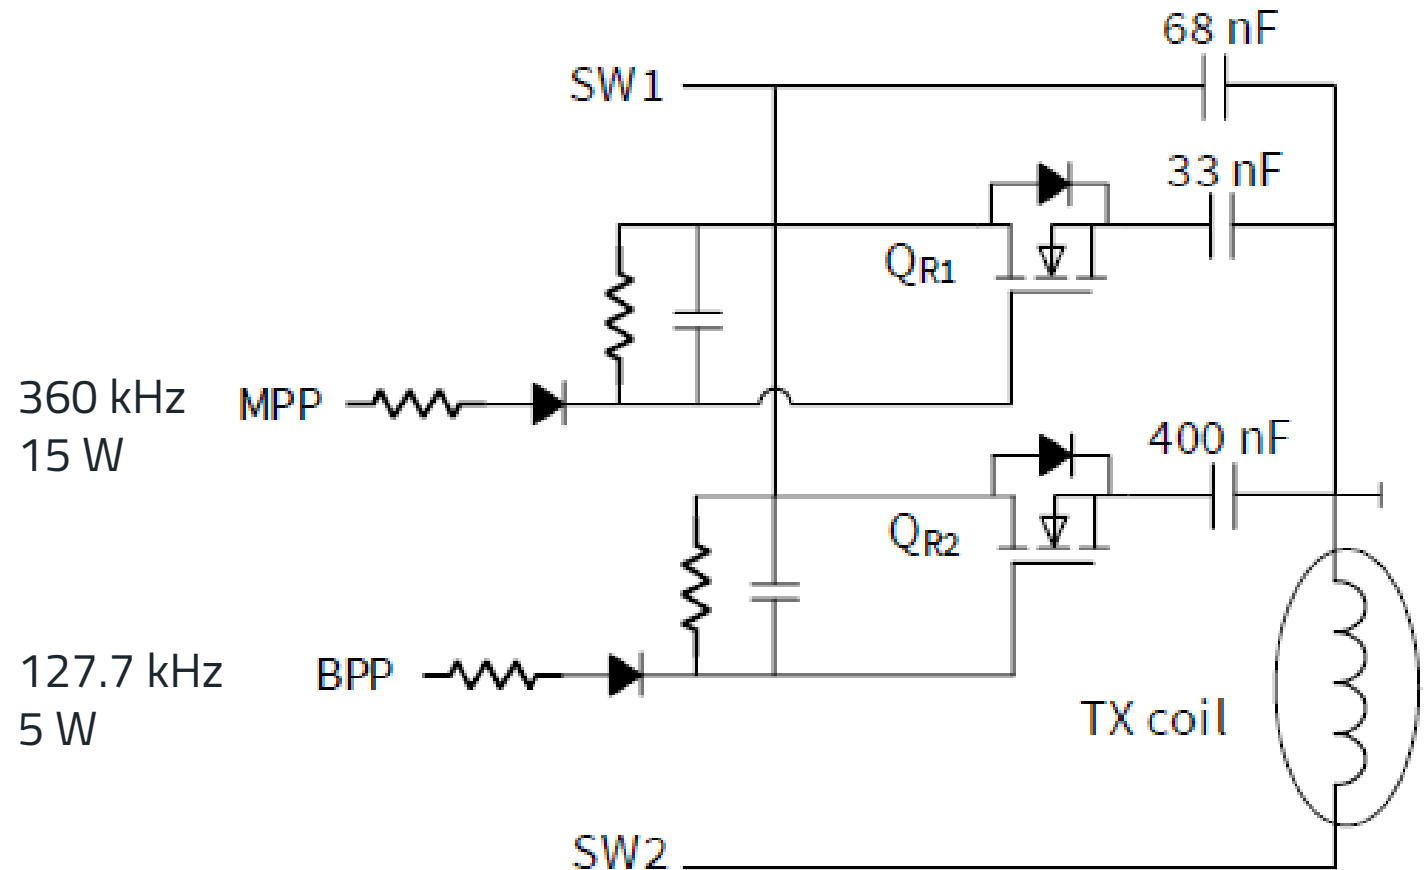 68 nF
SW1
33 nF
QR1
360 kHz
15 W
MPP
400 nF
QR2
127.7 kHz
5 W
BPP
TX coil
SW2